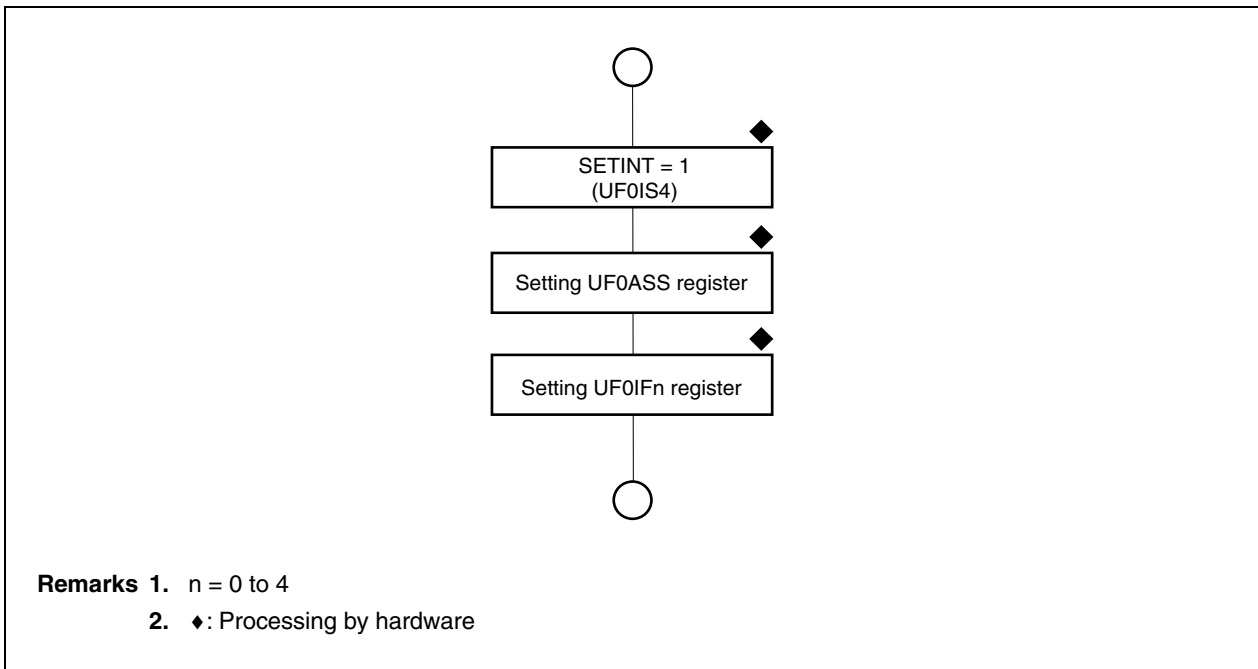 SETINT = 1
(UF0IS4)
Setting UF0ASS register
Setting UF0IFn register
Remarks 1. n = 0 to 4
2. ♦: Processing by hardware